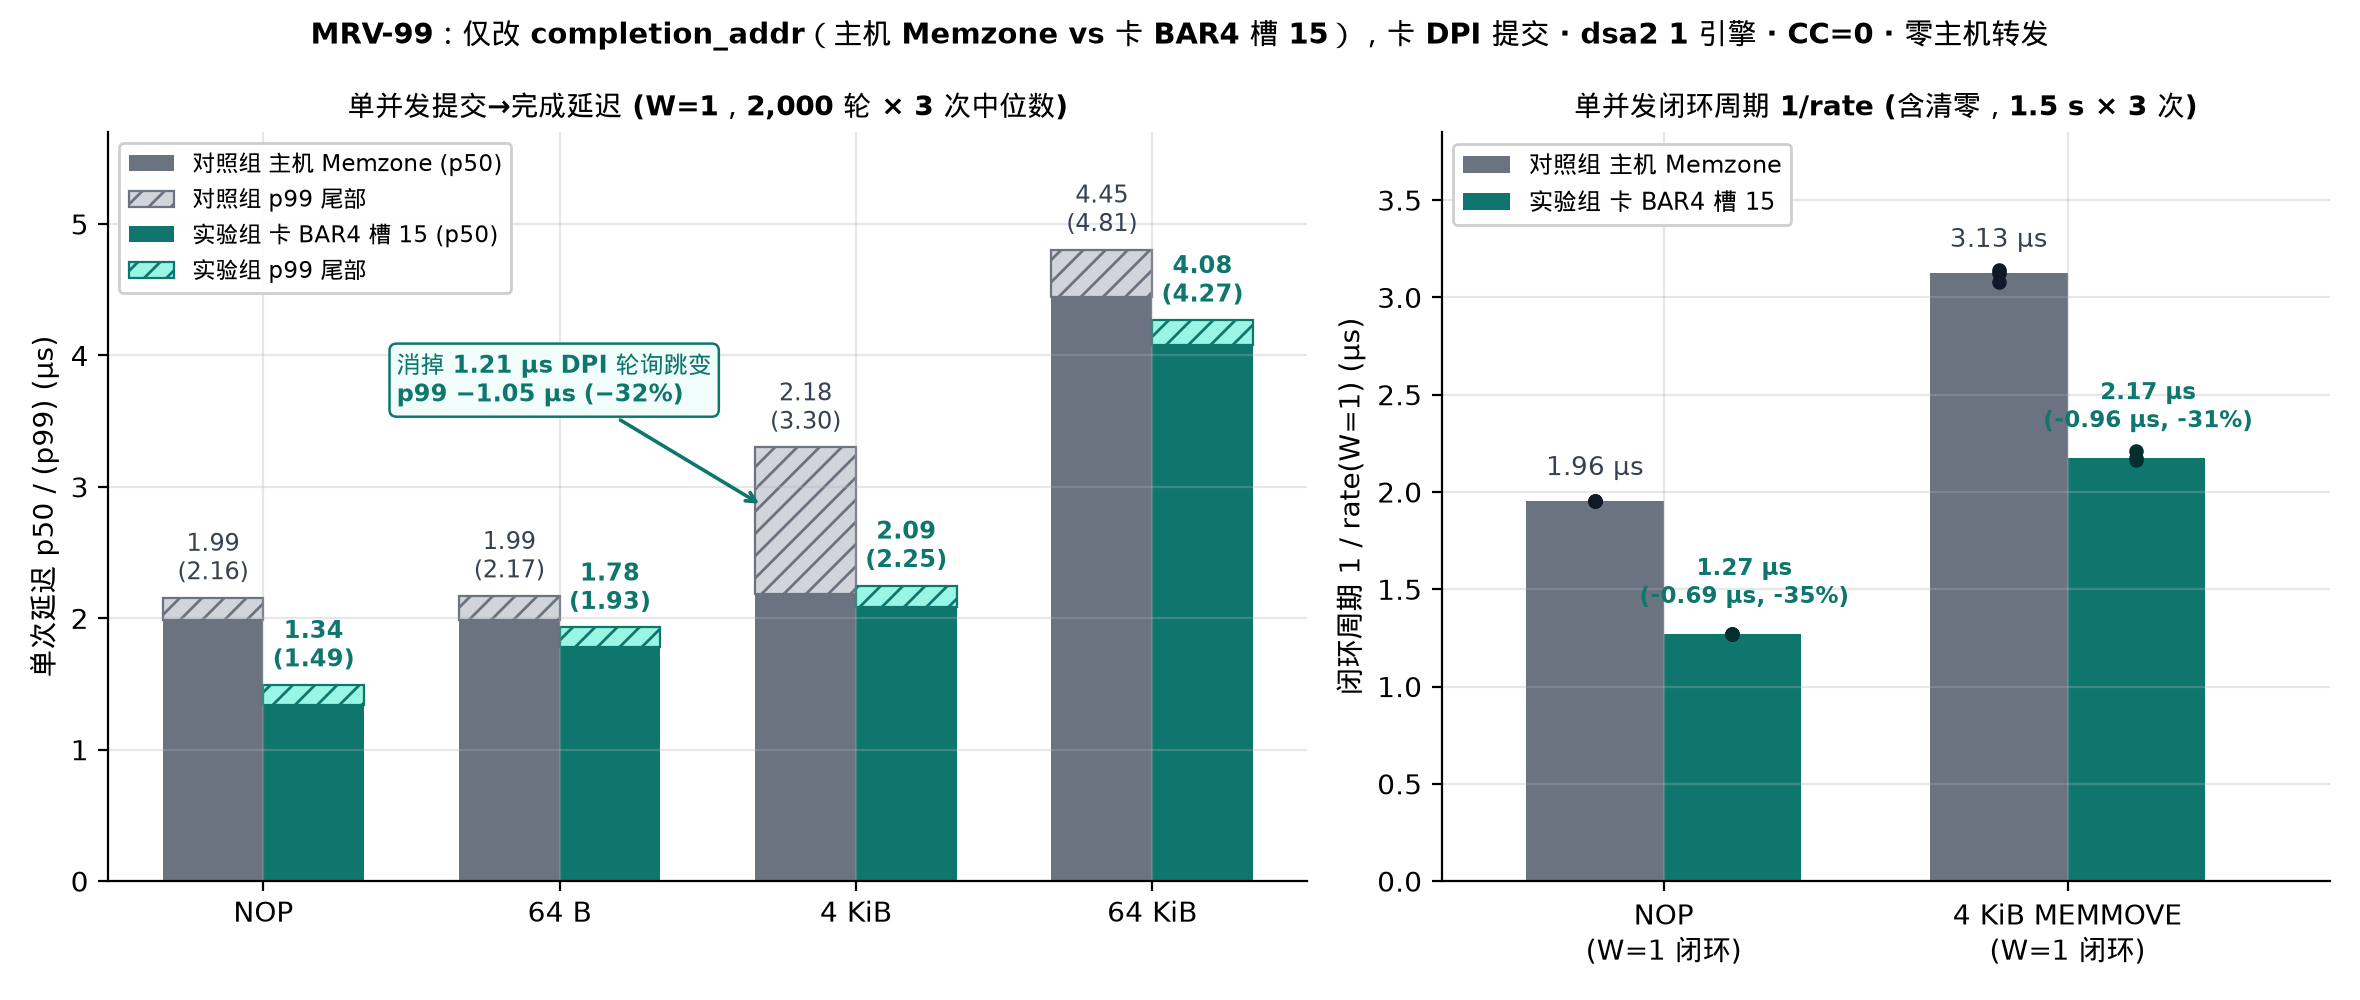 MRV-99：仅改 completion_addr（主机 Memzone vs 卡 BAR4 槽 15），卡 DPI 提交 · dsa2 1 引擎 · CC=0 · 零主机转发
单并发提交→完成延迟 (W=1，2,000 轮 × 3 次中位数)
对照组 主机 Memzone (p50)
对照组 p99 尾部
实验组 卡 BAR4 槽 15 (p50)
实验组 p99 尾部
单次延迟 p50 / (p99) (µs)
5
4
3
2
1
0
消掉 1.21 µs DPI 轮询跳变
p99 −1.05 µs (−32%)
1.99
(2.16)
1.34
(1.49)
1.99
(2.17)
1.78
(1.93)
2.18
(3.30)
2.09
(2.25)
4.45
(4.81)
4.08
(4.27)
NOP
64 B
4 KiB
64 KiB
单并发闭环周期 1/rate (含清零，1.5 s × 3 次)
对照组 主机 Memzone
实验组 卡 BAR4 槽 15
闭环周期 1 / rate(W=1) (µs)
3.5
3.0
2.5
2.0
1.5
1.0
0.5
0.0
1.96 µs
1.27 µs
(-0.69 µs, -35%)
3.13 µs
2.17 µs
(-0.96 µs, -31%)
NOP
(W=1 闭环)
4 KiB MEMMOVE
(W=1 闭环)